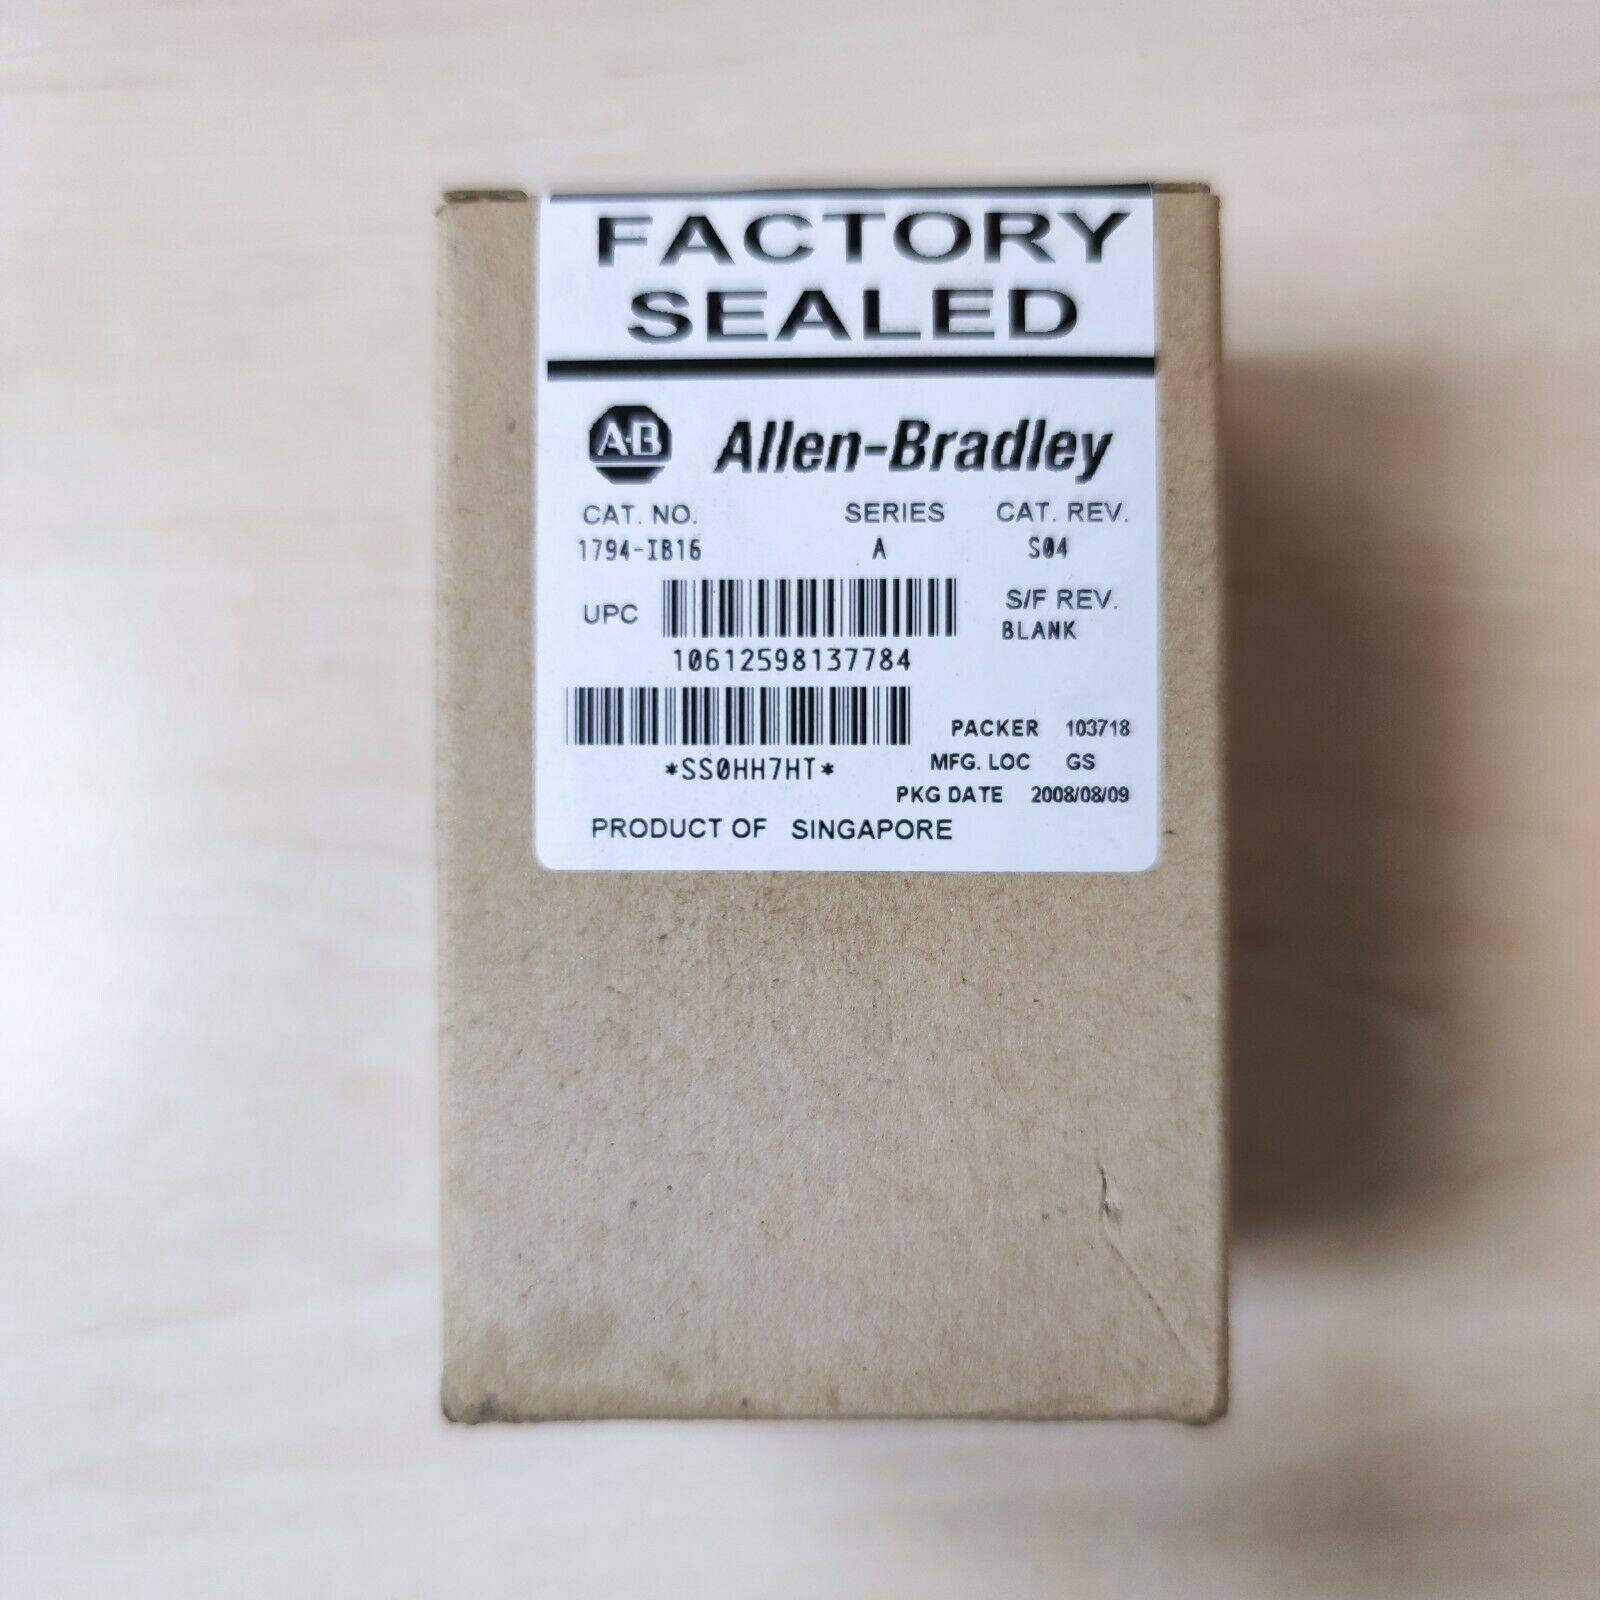 FACTORY
SEALED
A-B Allen-Bradley
CAT. NO. SERIES CAT. REV.
1794-IB16 A S04
UPC S/F REV.
BLANK
10612598137784
PACKER 103718
*SS0HH7HT* MFG. LOC GS
PKG DATE 2008/08/09
PRODUCT OF SINGAPORE